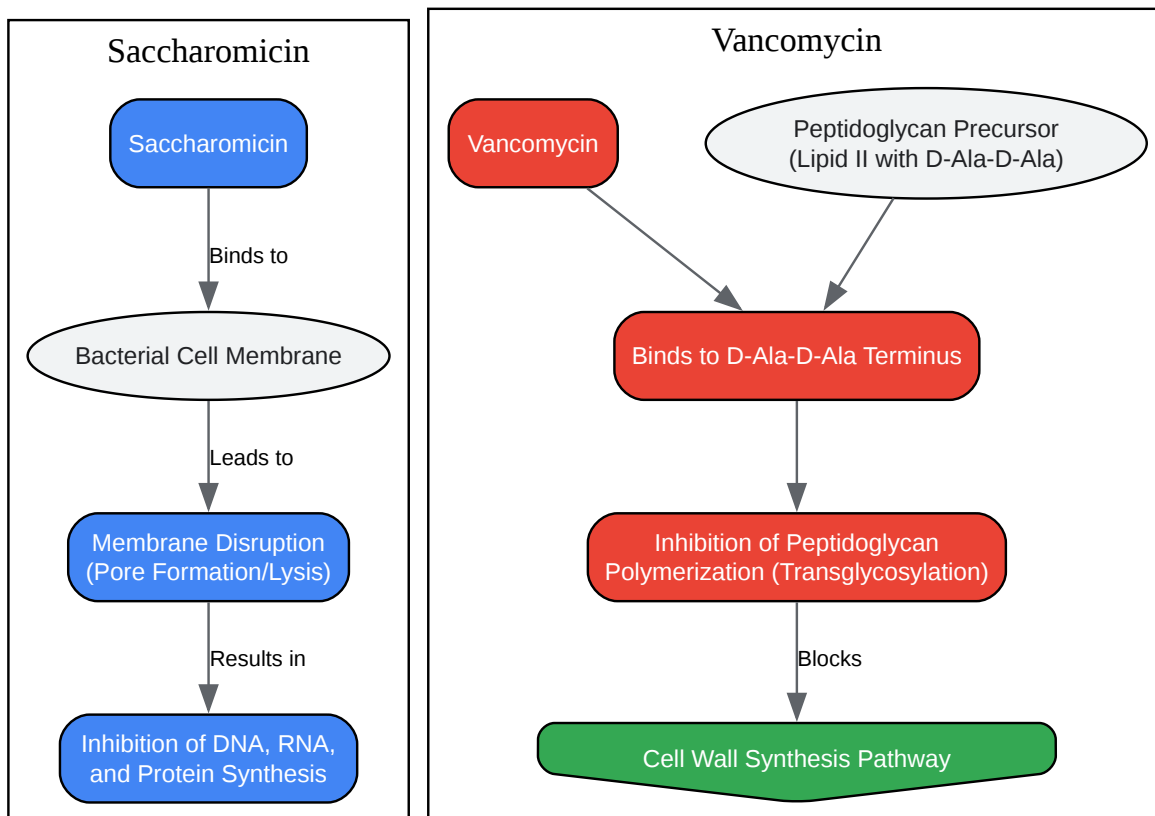 Saccharomicin
Saccharomicin
Binds to
Bacterial Cell Membrane
Leads to
Membrane Disruption
(Pore Formation/Lysis)
Results in
Inhibition of DNA, RNA,
and Protein Synthesis
Vancomycin
Vancomycin
Peptidoglycan Precursor
(Lipid II with D-Ala-D-Ala)
Binds to D-Ala-D-Ala Terminus
Inhibition of Peptidoglycan
Polymerization (Transglycosylation)
Blocks
Cell Wall Synthesis Pathway